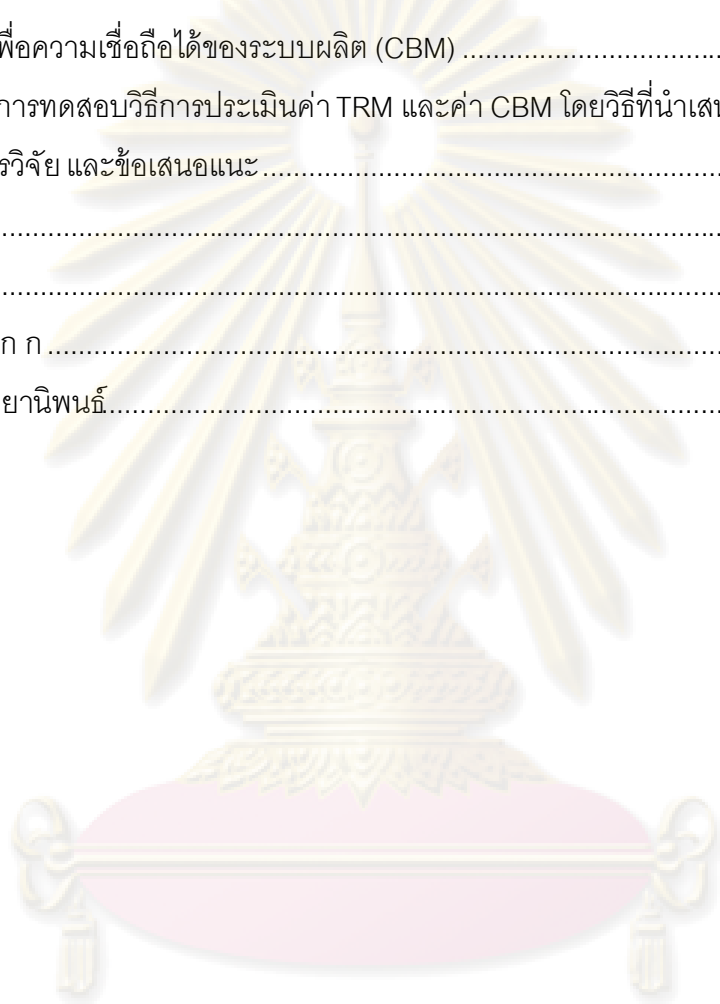 พื่อความเชื่อถือได้ของระบบผลิต (CBM) ................................
การทดสอบวิธีการประเมินค่า TRM และค่า CBM โดยวิธีที่นำเสน
รวิจัย และข้อเสนอแนะ ................................................
................................................................
................................................................
ก ก ................................................................
ยานิพนธ์................................................................